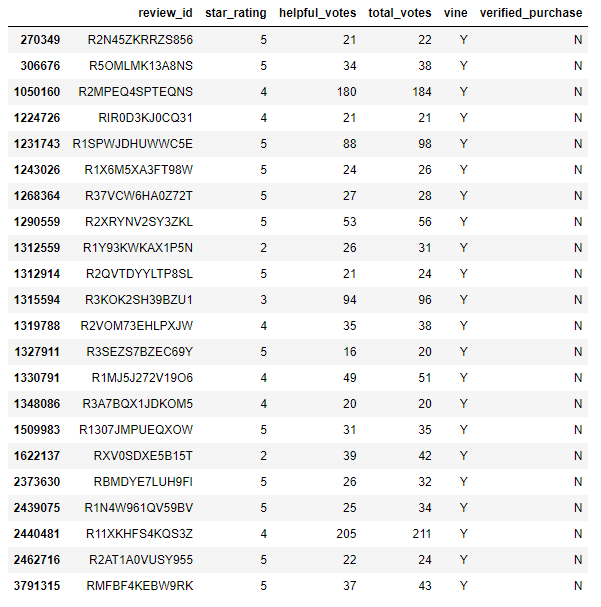 review_id star_rating helpful_votes total_votes vine verified_purchase
270349 R2N45ZKRRZS856 5 21 22 Y N
306676 R5OMLMK13A8NS 5 34 38 Y N
1050160 R2MPEQ4SPTEQNS 4 180 184 Y N
1224726 RIR0D3KJ0CQ31 4 21 21 Y N
1231743 R1SPWJDHUWWC5E 5 88 98 Y N
1243026 R1X6M5XA3FT98W 5 24 26 Y N
1268364 R37VCW6HA0Z72T 5 27 28 Y N
1290559 R2XRYNV2SY3ZKL 5 53 56 Y N
1312559 R1Y93KWKAX1P5N 2 26 31 Y N
1312914 R2QVTDYYLTP8SL 5 21 24 Y N
1315594 R3KOK2SH39BZU1 3 94 96 Y N
1319788 R2VOM73EHLPXJW 4 35 38 Y N
1327911 R3SEZS7BZEC69Y 5 16 20 Y N
1330791 R1MJ5J272V19O6 4 49 51 Y N
1348086 R3A7BQX1JDKOM5 4 20 20 Y N
1509983 R1307JMPUEQXOW 5 31 35 Y N
1622137 RXV0SDXE5B15T 2 39 42 Y N
2373630 RBMDYE7LUH9FI 5 26 32 Y N
2439075 R1N4W961QV59BV 5 25 34 Y N
2440481 R11XKHFS4KQS3Z 4 205 211 Y N
2462716 R2AT1A0VUSY955 5 22 24 Y N
3791315 RMFBF4KEBW9RK 5 37 43 Y N